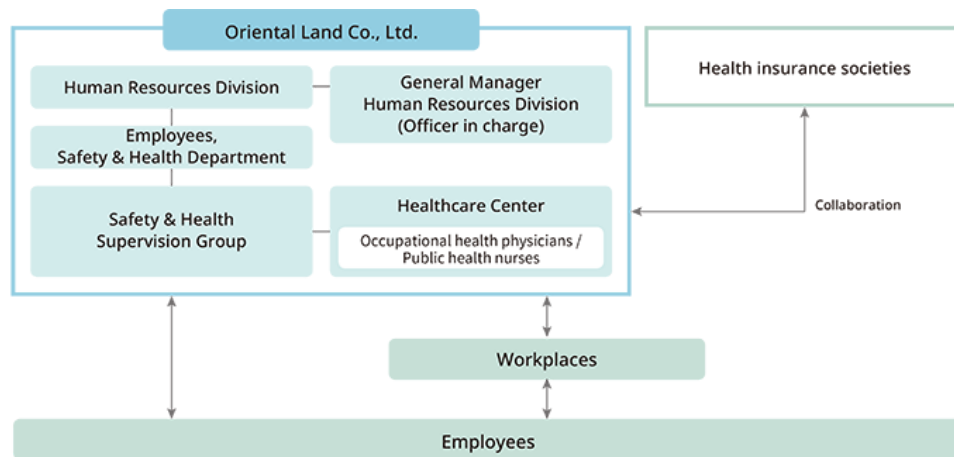 Oriental Land Co., Ltd.
Human Resources Division
General Manager
Human Resources Division
(Officer in charge)
Health insurance societies
Employees,
Safety & Health Department
Safety & Health
Supervision Group
Healthcare Center
Occupational health physicians /
Public health nurses
Collaboration
Workplaces
Employees